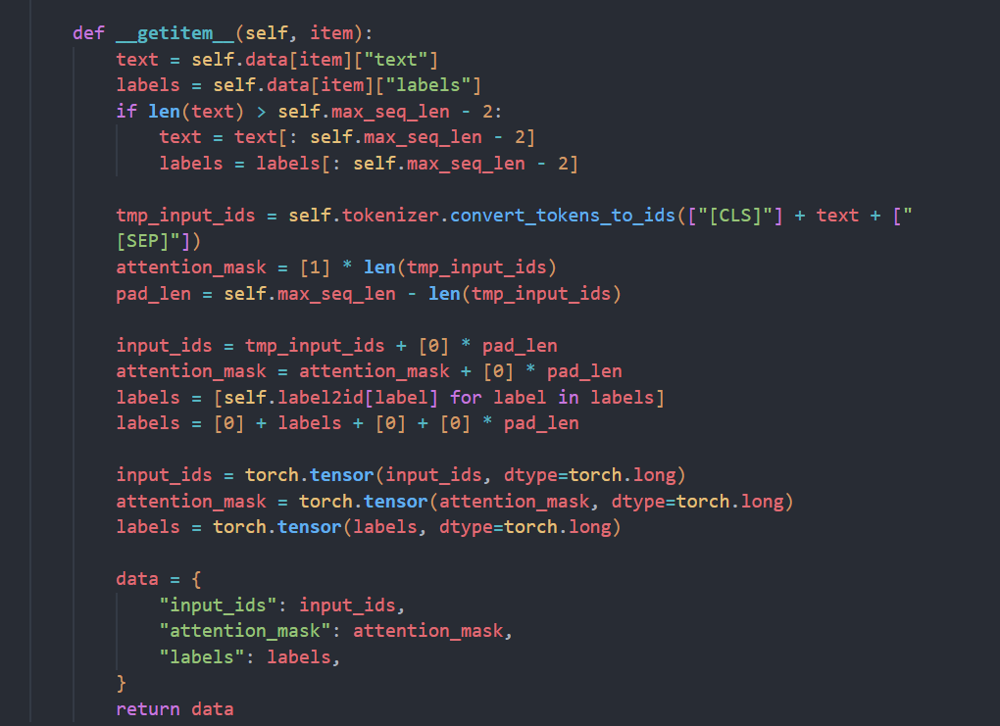 def __getitem__(self, item):
text = self.data[item]["text"]
labels = self.data[item]["labels"]
if len(text) > self.max_seq_len - 2:
text = text[: self.max_seq_len - 2]
labels = labels[: self.max_seq_len - 2]
tmp_input_ids = self.tokenizer.convert_tokens_to_ids(["[CLS]"] + text + ["
[SEP]"])
attention_mask = [1] * len(tmp_input_ids)
pad_len = self.max_seq_len - len(tmp_input_ids)
input_ids = tmp_input_ids + [0] * pad_len
attention_mask = attention_mask + [0] * pad_len
labels = [self.label2id[label] for label in labels]
labels = [0] + labels + [0] + [0] * pad_len
input_ids = torch.tensor(input_ids, dtype=torch.long)
attention_mask = torch.tensor(attention_mask, dtype=torch.long)
labels = torch.tensor(labels, dtype=torch.long)
data = {
"input_ids": input_ids,
"attention_mask": attention_mask,
"labels": labels,
}
return data